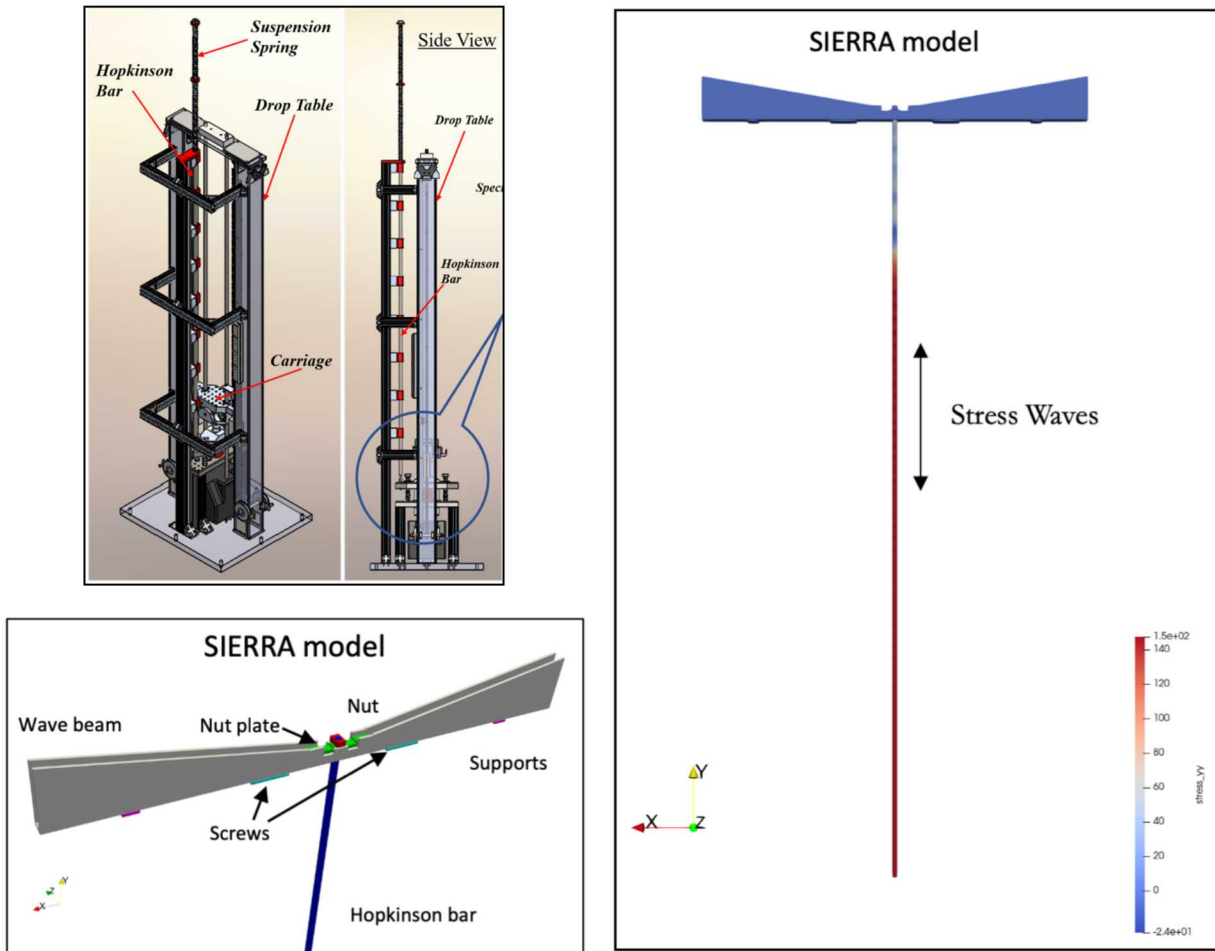 Suspension
Spring
Hopkinson
Bar
Drop Table
Carriage
Side View
Drop Table
Speci
Hopkinson
Bar
SIERRA model
Wave beam
Nut plate
Nut
Supports
Screws
Hopkinson bar
Y
Z
X
SIERRA model
Stress Waves
Y
X
Z
1.5e+02
140
120
100
80
60
40
20
0
-2.4e+01
stress_yy